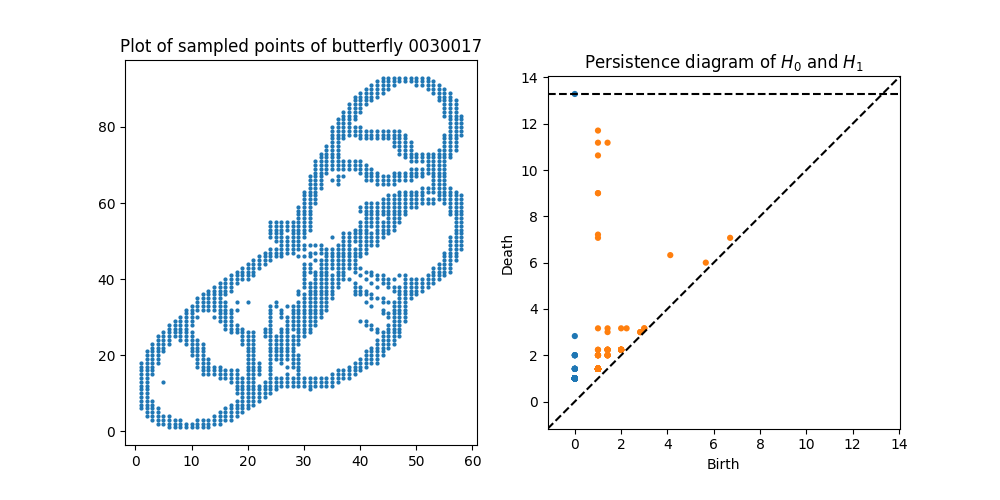 Plot of sampled points of butterfly 0030017
80
60
40
20
0
0 10 20 30 40 50 60
Persistence diagram of $H_0$ and $H_1$
14
12
10
8
6
4
2
0
Death
0 2 4 6 8 10 12 14
Birth